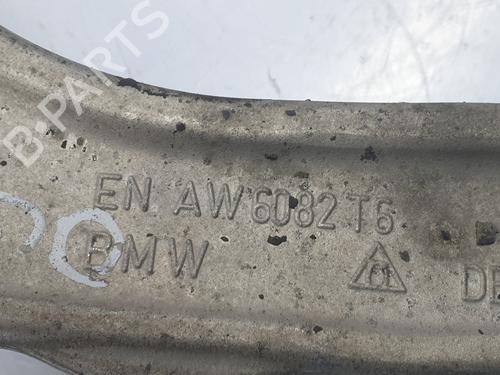 B-PARTS
EN AW 6082 T6
BMW
DE